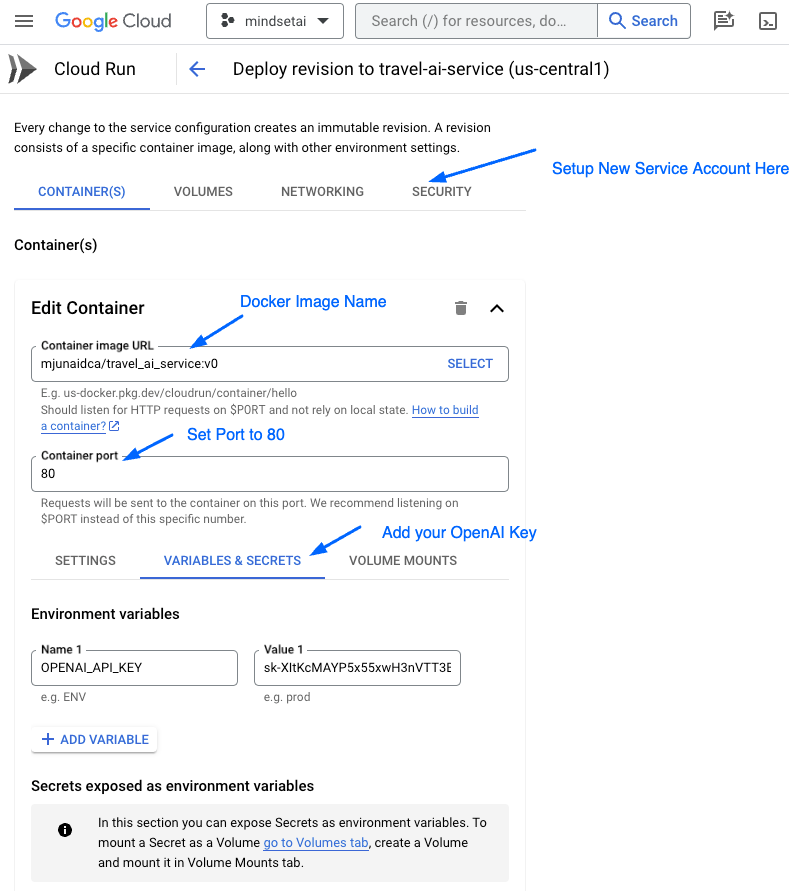 Google Cloud
mindsetai
Search (/) for resources, do...
Search
Cloud Run
Deploy revision to travel-ai-service (us-central1)
Every change to the service configuration creates an immutable revision. A revision
consists of a specific container image, along with other environment settings.
Setup New Service Account Here
CONTAINER(S) VOLUMES NETWORKING SECURITY
Container(s)
Edit Container
Docker Image Name
Container image URL
mjunaidca/travel_ai_service:v0
SELECT
E.g. us-docker.pkg.dev/cloudrun/container/hello
Should listen for HTTP requests on $PORT and not rely on local state. How to build
a container?
Set Port to 80
Container port
80
Requests will be sent to the container on this port. We recommend listening on
$PORT instead of this specific number.
Add your OpenAI Key
SETTINGS VARIABLES & SECRETS VOLUME MOUNTS
Environment variables
Name 1
OPENAI_API_KEY
e.g. ENV
Value 1
e.g. prod
+ ADD VARIABLE
Secrets exposed as environment variables
In this section you can expose Secrets as environment variables. To
mount a Secret as a Volume go to Volumes tab, create a Volume
and mount it in Volume Mounts tab.